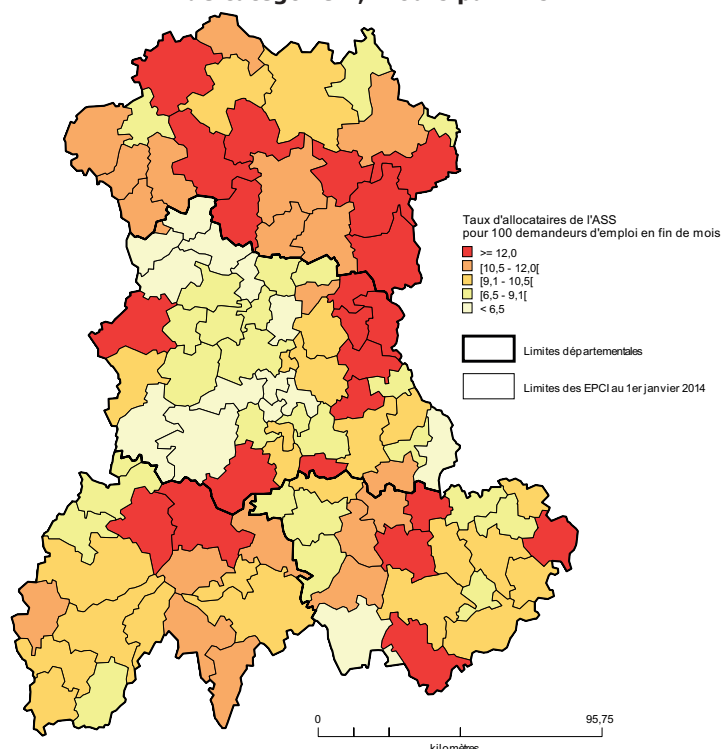 Taux d'allocataires de l'ASS
pour 100 demandeurs d'emploi en fin de mois
>= 12,0
[10,5 - 12,0[
[9,1 - 10,5[
[6,5 - 9,1[
< 6,5
Limites départementales
Limites des EPCI au 1er janvier 2014
0 95,75
kilomètres